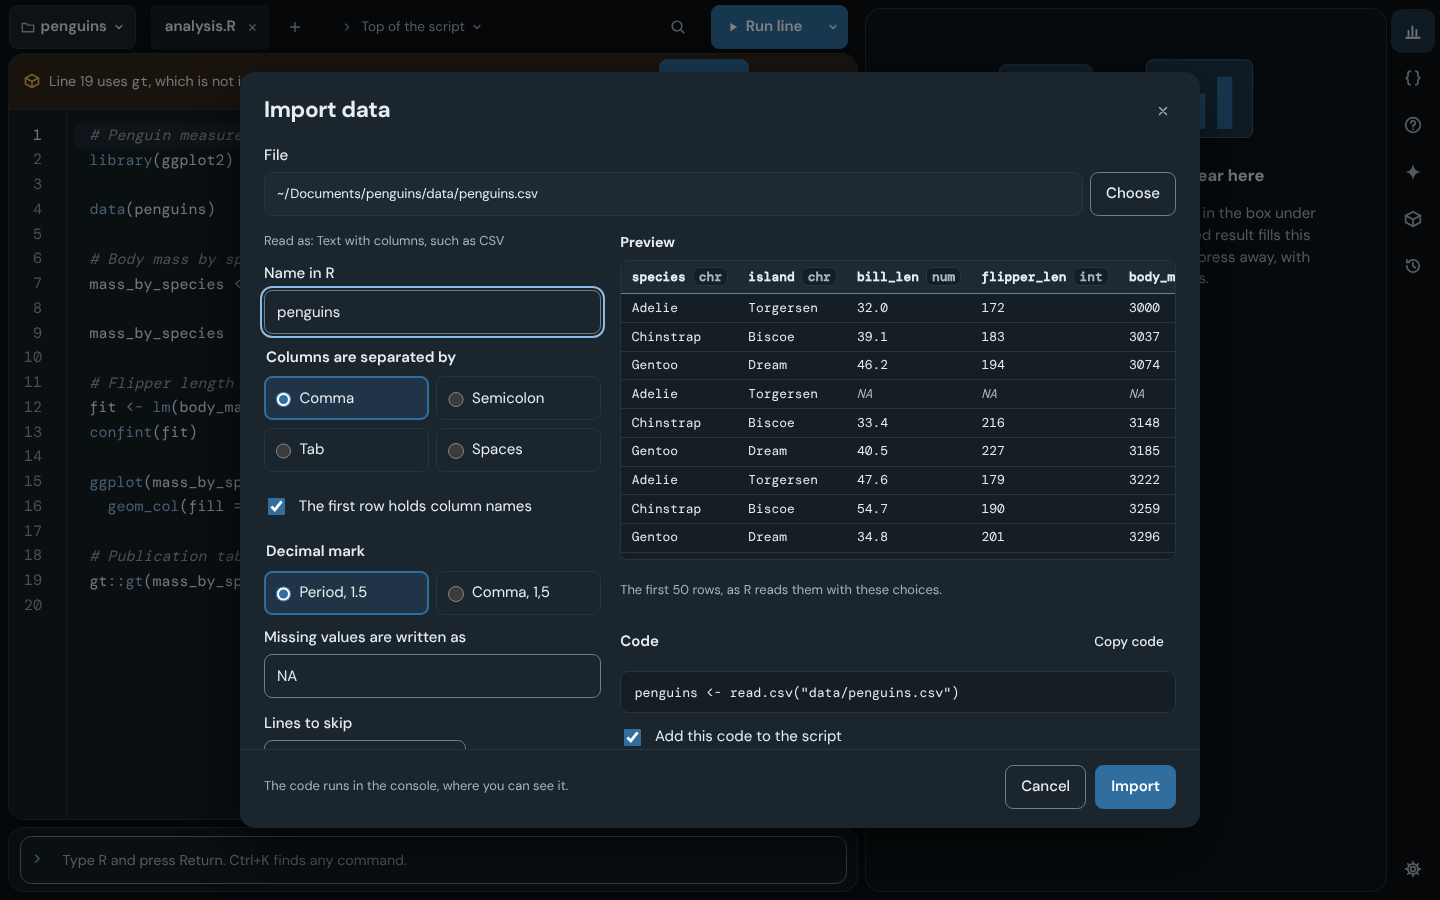 penguins
analysis.R
Top of the script
Run line
Line 19 uses gt, which is not i
1 # Penguin measure
2 library(ggplot2)
3
4 data(penguins)
5
6 # Body mass by sp
7 mass_by_species <
8
9 mass_by_species
10
11 # Flipper length
12 fit <- lm(body_ma
13 confint(fit)
14
15 ggplot(mass_by_sp
16 geom_col(fill =
17
18 # Publication tab
19 gt::gt(mass_by_sp
20
Type R and press Return. Ctrl+K finds any command.
Import data
File
~/Documents/penguins/data/penguins.csv
Choose
Read as: Text with columns, such as CSV
Name in R
penguins
Columns are separated by
Comma
Semicolon
Tab
Spaces
The first row holds column names
Decimal mark
Period, 1.5
Comma, 1,5
Missing values are written as
NA
Lines to skip
Preview
species chr island chr bill_len num flipper_len int body_m
Adelie Torgersen 32.0 172 3000
Chinstrap Biscoe 39.1 183 3037
Gentoo Dream 46.2 194 3074
Adelie Torgersen NA NA NA
Chinstrap Biscoe 33.4 216 3148
Gentoo Dream 40.5 227 3185
Adelie Torgersen 47.6 179 3222
Chinstrap Biscoe 54.7 190 3259
Gentoo Dream 34.8 201 3296
The first 50 rows, as R reads them with these choices.
Code
Copy code
penguins <- read.csv("data/penguins.csv")
Add this code to the script
The code runs in the console, where you can see it.
Cancel
Import
ear here
in the box under
ed result fills this
press away, with
s.